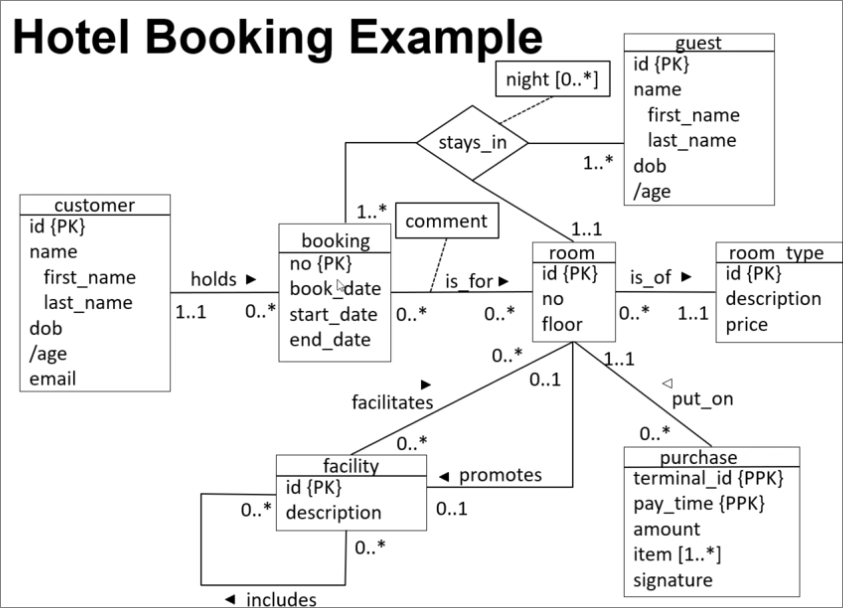 Hotel Booking Example
guest
id {PK}
name
first_name
last_name
dob
/age
night [0..*]
stays_in
1..*
1..*
1..1
customer
id {PK}
name
first_name
last_name
dob
/age
email
holds ►
1..1
0..*
booking
no {PK}
book_date
start_date
end_date
comment
is_for ►
0..*
0..*
room
id {PK}
no
floor
is_of ►
0..*
1..1
room_type
id {PK}
description
price
0..*
►
facilitates
0..*
0..1
◄ promotes
0..1
1..1
◁
put_on
0..*
facility
id {PK}
description
0..*
0..*
◄ includes
purchase
terminal_id {PPK}
pay_time {PPK}
amount
item [1..*]
signature